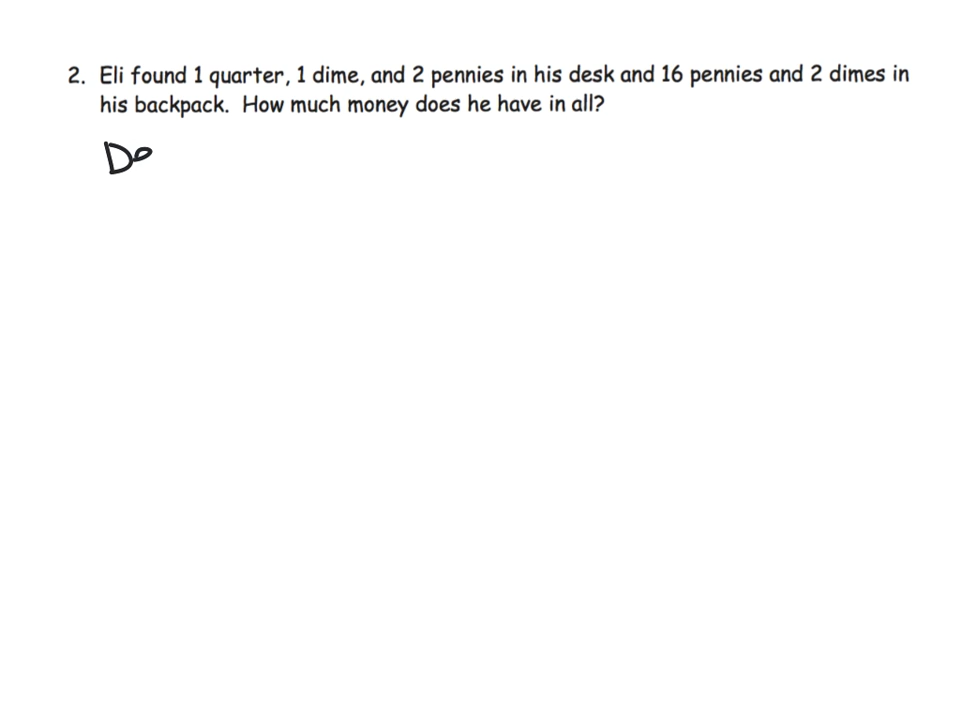 2. Eli found 1 quarter, 1 dime, and 2 pennies in his desk and 16 pennies and 2 dimes in
his backpack. How much money does he have in all?
De